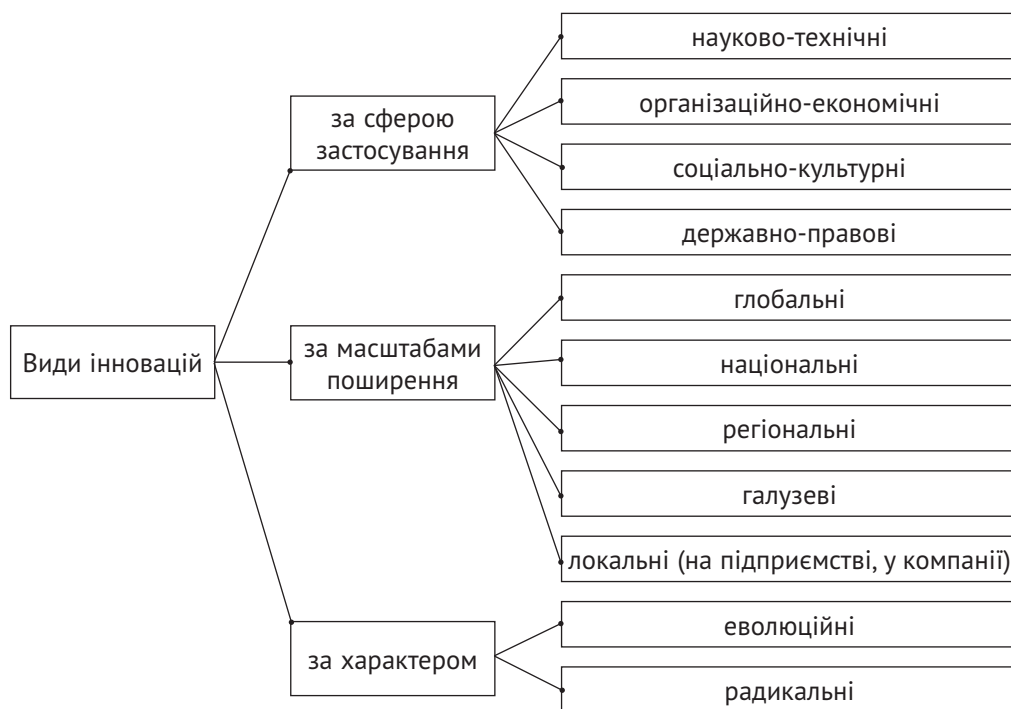 Види інновацій
за сферою
застосування
науково-технічні
організаційно-економічні
соціально-культурні
державно-правові
за масштабами
поширення
глобальні
національні
регіональні
галузеві
локальні (на підприємстві, у компанії)
за характером
еволюційні
радикальні